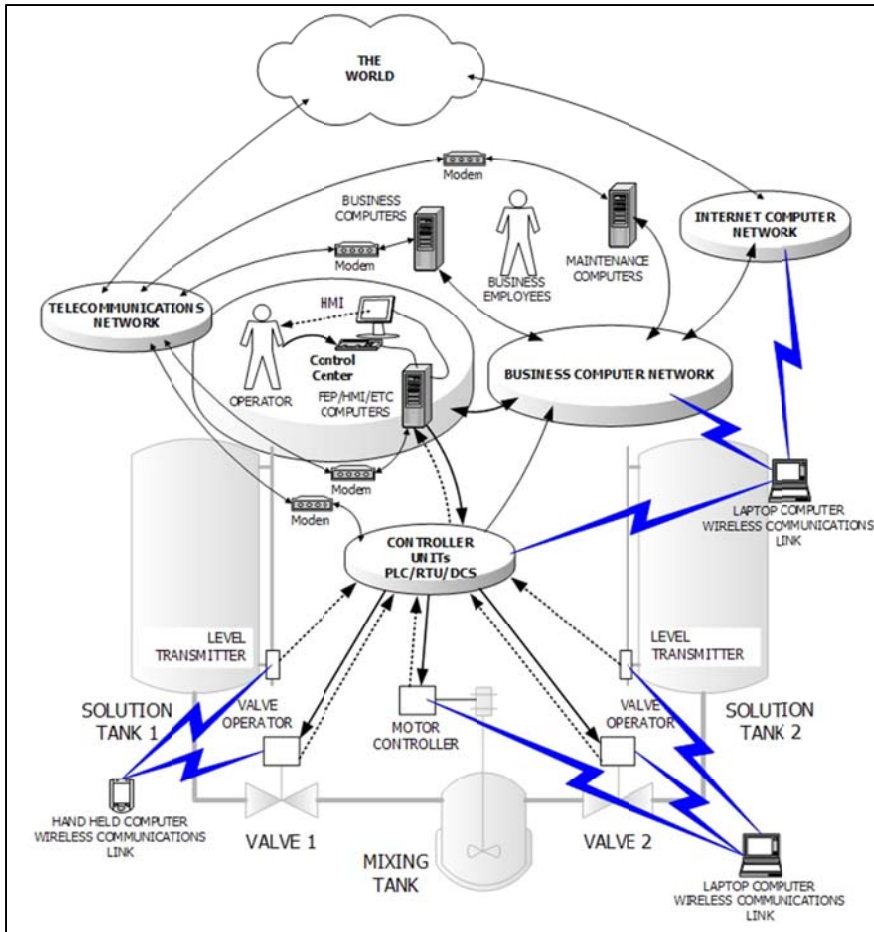 THE
WORLD
Modem
BUSINESS
COMPUTERS
INTERNET COMPUTER
NETWORK
Modem
BUSINESS
EMPLOYEES
MAINTENANCE
COMPUTERS
TELECOMMUNICATIONS
NETWORK
HMI
Control
Center
OPERATOR
FEP/HMI/ETC
COMPUTERS
BUSINESS COMPUTER NETWORK
Modem
Modem
LAPTOP COMPUTER
WIRELESS COMMUNICATIONS
LINK
CONTROLLER
UNITs
PLC/RTU/DCS
LEVEL
TRANSMITTER
LEVEL
TRANSMITTER
SOLUTION
TANK 1
VALVE
OPERATOR
MOTOR
CONTROLLER
VALVE
OPERATOR
SOLUTION
TANK 2
HAND HELD COMPUTER
WIRELESS COMMUNICATIONS
LINK
VALVE 1
MIXING
TANK
VALVE 2
LAPTOP COMPUTER
WIRELESS COMMUNICATIONS
LINK